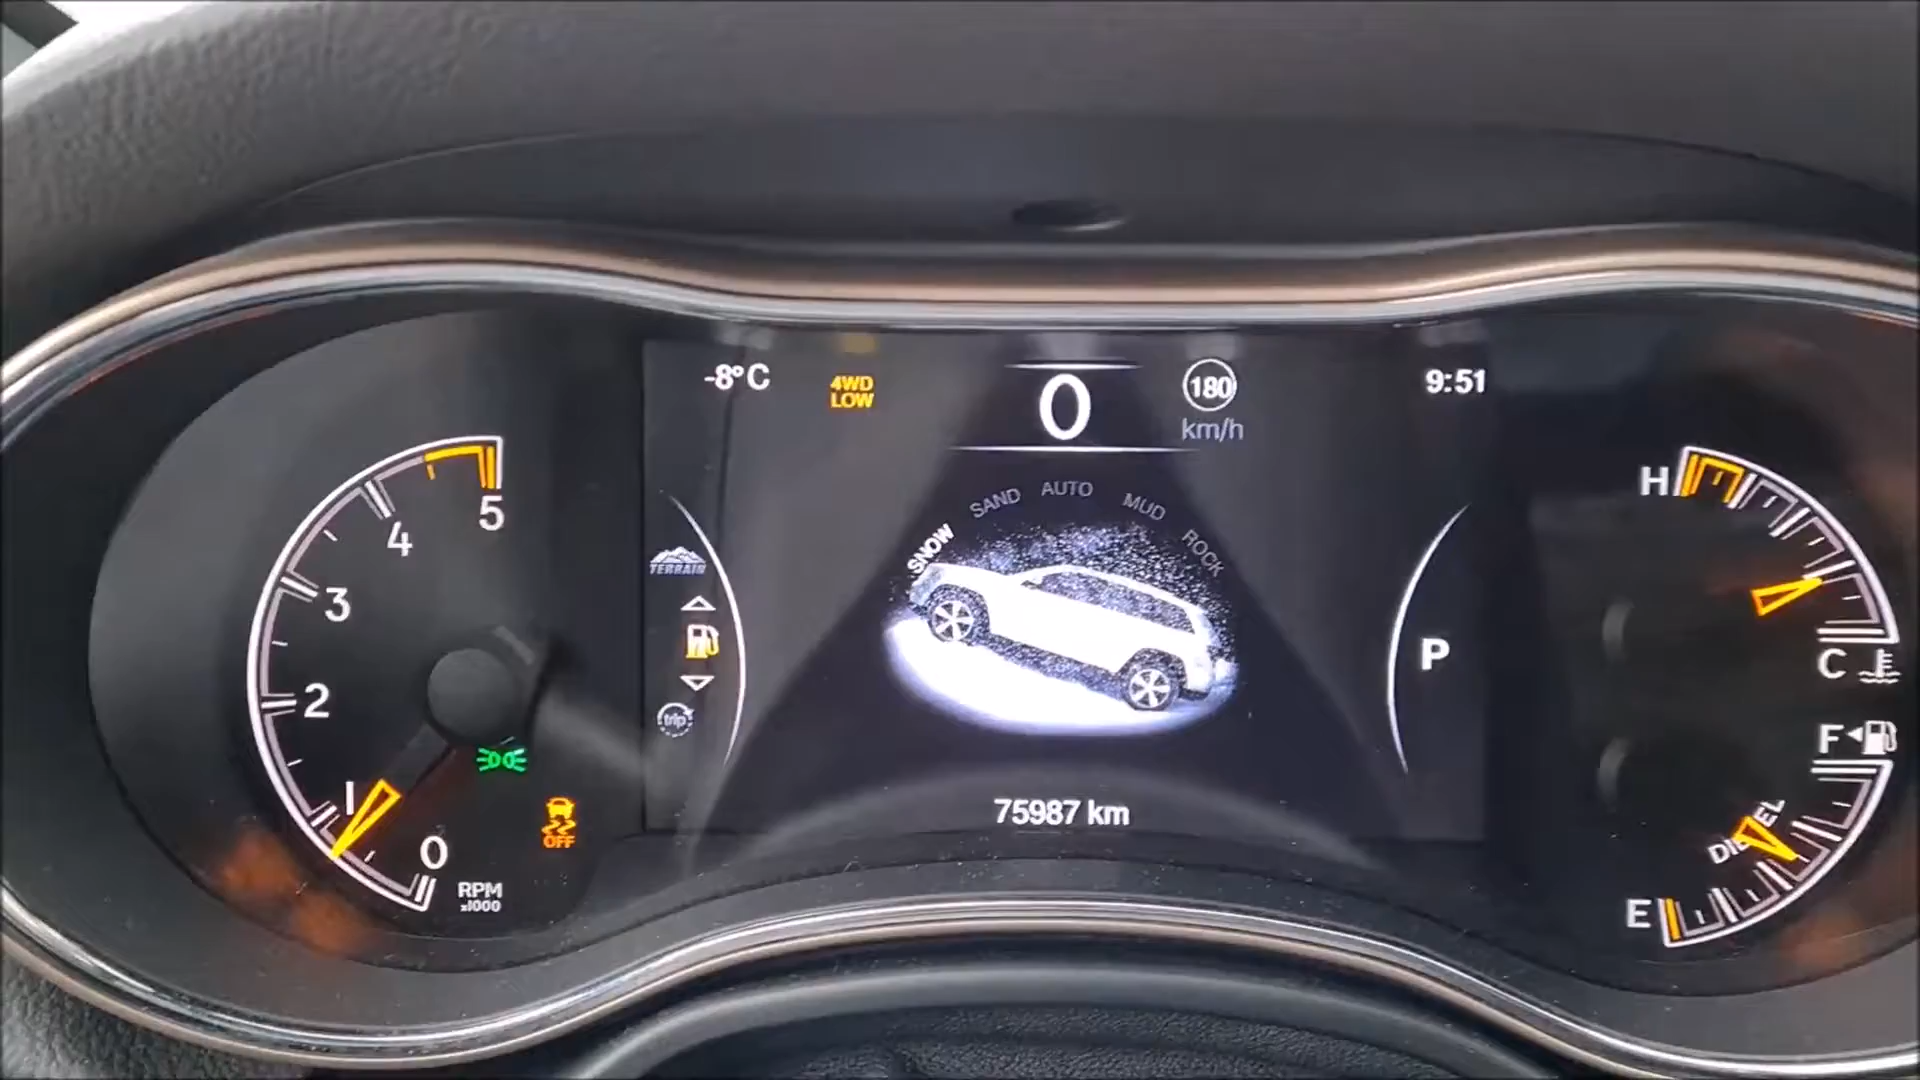 -8°C
4WD
LOW
0
180
km/h
9:51
5
4
3
2
1
0
RPM
x1000
OFF
TERRAIN
trip
SNOW
SAND
AUTO
MUD
ROCK
P
75987 km
H
C
F
DIESEL
E